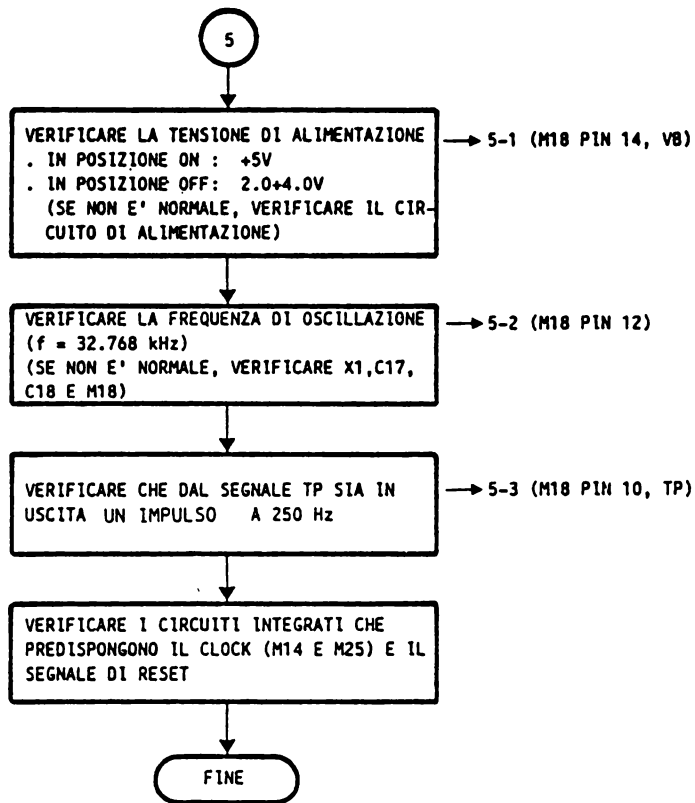 5
VERIFICARE LA TENSIONE DI ALIMENTAZIONE
. IN POSIZIONE ON : +5V
. IN POSIZIONE OFF: 2.0+4.0V
(SE NON E' NORMALE, VERIFICARE IL CIR-
CUITO DI ALIMENTAZIONE)
5-1 (M18 PIN 14, VB)
VERIFICARE LA FREQUENZA DI OSCILLAZIONE
(f = 32.768 kHz)
(SE NON E' NORMALE, VERIFICARE X1,C17,
C18 E M18)
5-2 (M18 PIN 12)
VERIFICARE CHE DAL SEGNALE TP SIA IN
USCITA UN IMPULSO A 250 Hz
5-3 (M18 PIN 10, TP)
VERIFICARE I CIRCUITI INTEGRATI CHE
PREDISPONGONO IL CLOCK (M14 E M25) E IL
SEGNALE DI RESET
FINE